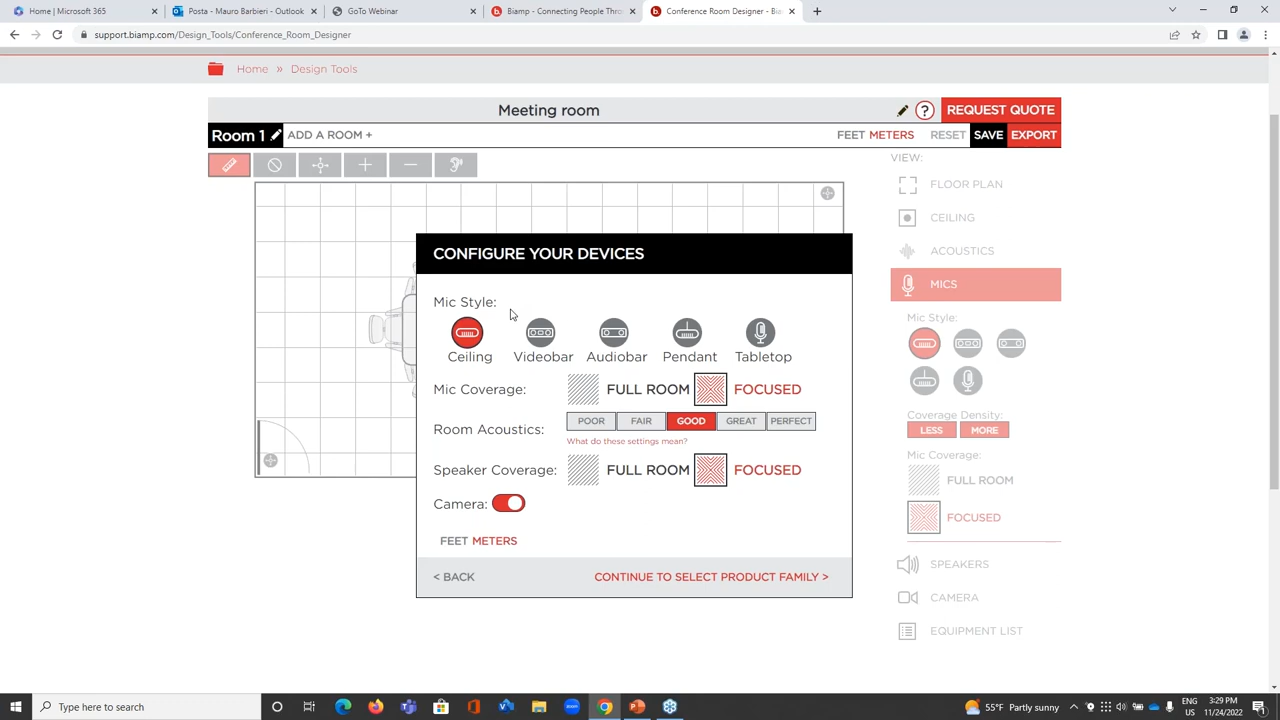 Home - Microsoft 365
Posta - Mauro Barbieri - Outlook
GoTo Webinar
Biamp - Connecting People Thro
Conference Room Designer - Bia
support.biamp.com/Design_Tools/Conference_Room_Designer
Home » Design Tools
Meeting room
?
REQUEST QUOTE
Room 1
ADD A ROOM +
FEET METERS
RESET
SAVE
EXPORT
VIEW:
FLOOR PLAN
CEILING
ACOUSTICS
MICS
Mic Style:
Coverage Density:
LESS
MORE
Mic Coverage:
FULL ROOM
FOCUSED
SPEAKERS
CAMERA
EQUIPMENT LIST
CONFIGURE YOUR DEVICES
Mic Style:
Ceiling
Videobar
Audiobar
Pendant
Tabletop
Mic Coverage:
FULL ROOM
FOCUSED
Room Acoustics:
POOR
FAIR
GOOD
GREAT
PERFECT
What do these settings mean?
Speaker Coverage:
FULL ROOM
FOCUSED
Camera:
FEET METERS
< BACK
CONTINUE TO SELECT PRODUCT FAMILY >
Type here to search
55°F Partly sunny
ENG
US
3:29 PM
11/24/2022